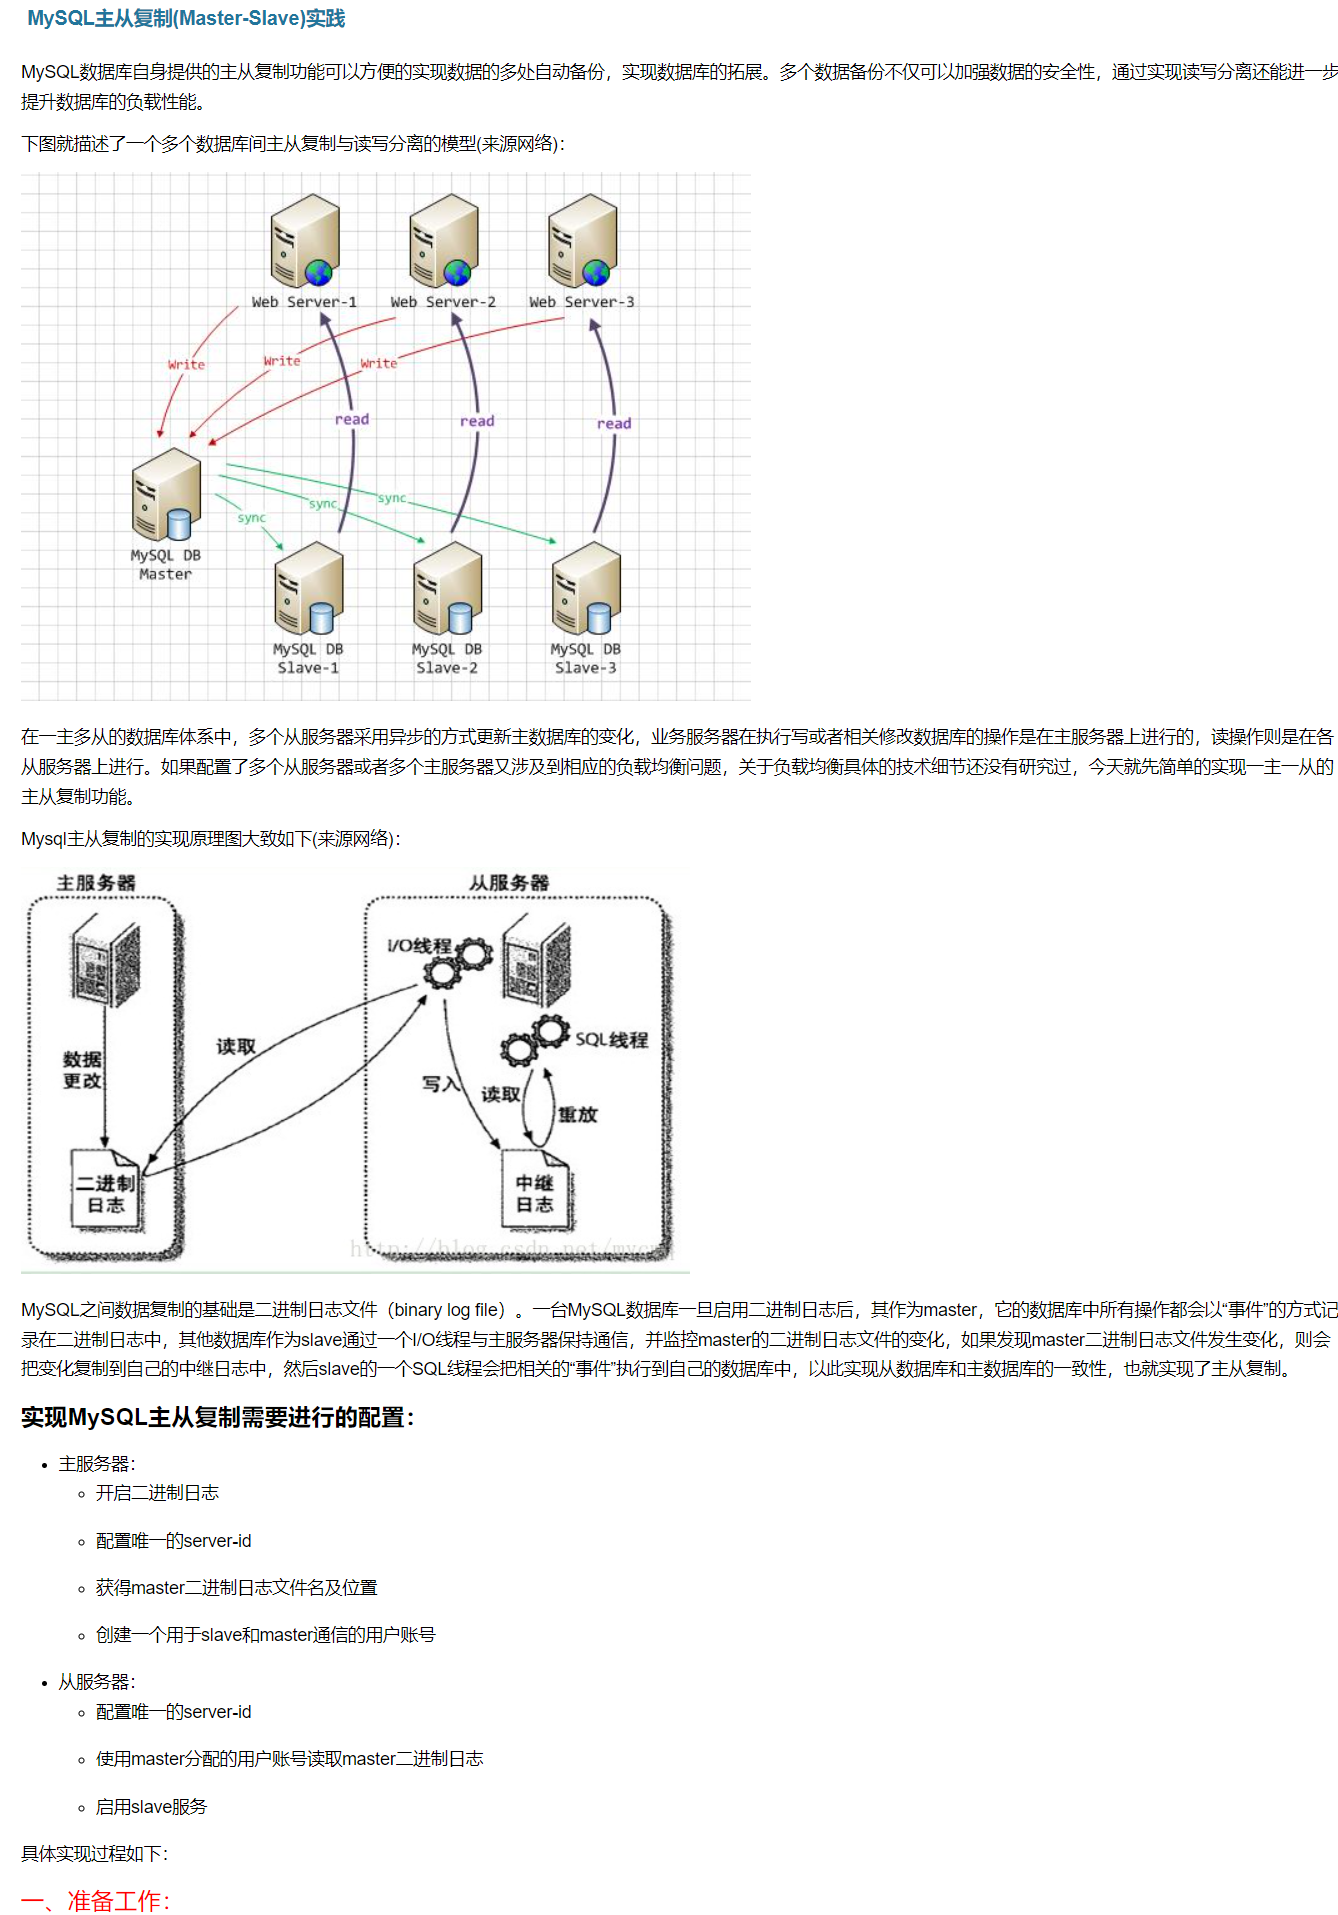 MySQL主从复制(Master-Slave)实践
MySQL数据库自身提供的主从复制功能可以方便的实现数据的多处自动备份，实现数据库的拓展。多个数据备份不仅可以加强数据的安全性，通过实现读写分离还能进一步
提升数据库的负载性能。
下图就描述了一个多个数据库间主从复制与读写分离的模型(来源网络)：
Web Server-1
Web Server-2
Web Server-3
Write
Write
Write
read
read
read
sync
sync
sync
MySQL DB
Master
MySQL DB
Slave-1
MySQL DB
Slave-2
MySQL DB
Slave-3
在一主多从的数据库体系中，多个从服务器采用异步的方式更新主数据库的变化，业务服务器在执行写或者相关修改数据库的操作是在主服务器上进行的，读操作则是在各
从服务器上进行。如果配置了多个从服务器或者多个主服务器又涉及到相应的负载均衡问题，关于负载均衡具体的技术细节还没有研究过，今天就先简单的实现一主一从的
主从复制功能。
Mysql主从复制的实现原理图大致如下(来源网络)：
主服务器
从服务器
I/O线程
SQL线程
数据
更改
读取
写入
读取
重放
二进制
日志
中继
日志
MySQL之间数据复制的基础是二进制日志文件（binary log file）。一台MySQL数据库一旦启用二进制日志后，其作为master，它的数据库中所有操作都会以“事件”的方式记
录在二进制日志中，其他数据库作为slave通过一个I/O线程与主服务器保持通信，并监控master的二进制日志文件的变化，如果发现master二进制日志文件发生变化，则会
把变化复制到自己的中继日志中，然后slave的一个SQL线程会把相关的“事件”执行到自己的数据库中，以此实现从数据库和主数据库的一致性，也就实现了主从复制。
实现MySQL主从复制需要进行的配置：
主服务器：
开启二进制日志
配置唯一的server-id
获得master二进制日志文件名及位置
创建一个用于slave和master通信的用户账号
从服务器：
配置唯一的server-id
使用master分配的用户账号读取master二进制日志
启用slave服务
具体实现过程如下：
一、准备工作：